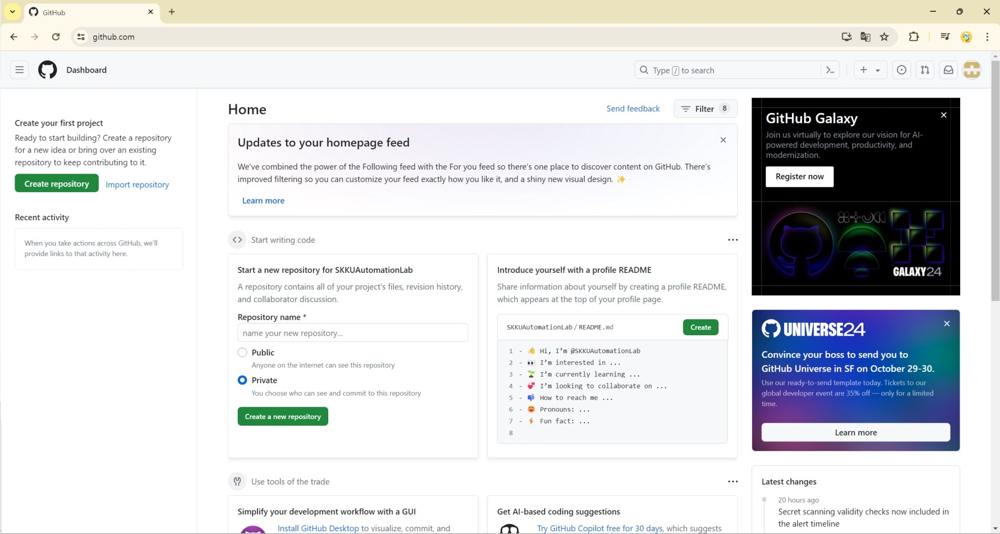 GitHub
github.com
Dashboard
Type / to search
Home
Send feedback
Filter 8
Create your first project
Ready to start building? Create a repository
for a new idea or bring over an existing
repository to keep contributing to it.
Create repository
Import repository
Recent activity
When you take actions across GitHub, we'll
provide links to that activity here.
Updates to your homepage feed
We've combined the power of the Following feed with the For you feed so there's one place to discover content on GitHub. There's
improved filtering so you can customize your feed exactly how you like it, and a shiny new visual design. ✨
Learn more
Start writing code
Start a new repository for SKKUAutomationLab
A repository contains all of your project's files, revision history,
and collaborator discussion.
Repository name *
name your new repository...
Public
Anyone on the internet can see this repository
Private
You choose who can see and commit to this repository
Create a new repository
Introduce yourself with a profile README
Share information about yourself by creating a profile README,
which appears at the top of your profile page.
SKKUAutomationLab / README.md
Create
1 - 👋 Hi, I'm @SKKUAutomationLab
2 - 👀 I'm interested in ...
3 - 🌱 I'm currently learning ...
4 - 💞️ I'm looking to collaborate on ...
5 - 📫 How to reach me ...
6 - 😄 Pronouns: ...
7 - ⚡ Fun fact: ...
8
Use tools of the trade
Simplify your development workflow with a GUI
Install GitHub Desktop to visualize, commit, and
Get AI-based coding suggestions
Try GitHub Copilot free for 30 days, which suggests
GitHub Galaxy
Join us virtually to explore our vision for AI-
powered development, productivity, and
modernization.
Register now
GALAXY24
UNIVERSE24
Convince your boss to send you to
GitHub Universe in SF on October 29-30.
Use our ready-to-send template today. Tickets to our
global developer event are 35% off — only for a limited
time.
Learn more
Latest changes
20 hours ago
Secret scanning validity checks now included in
the alert timeline